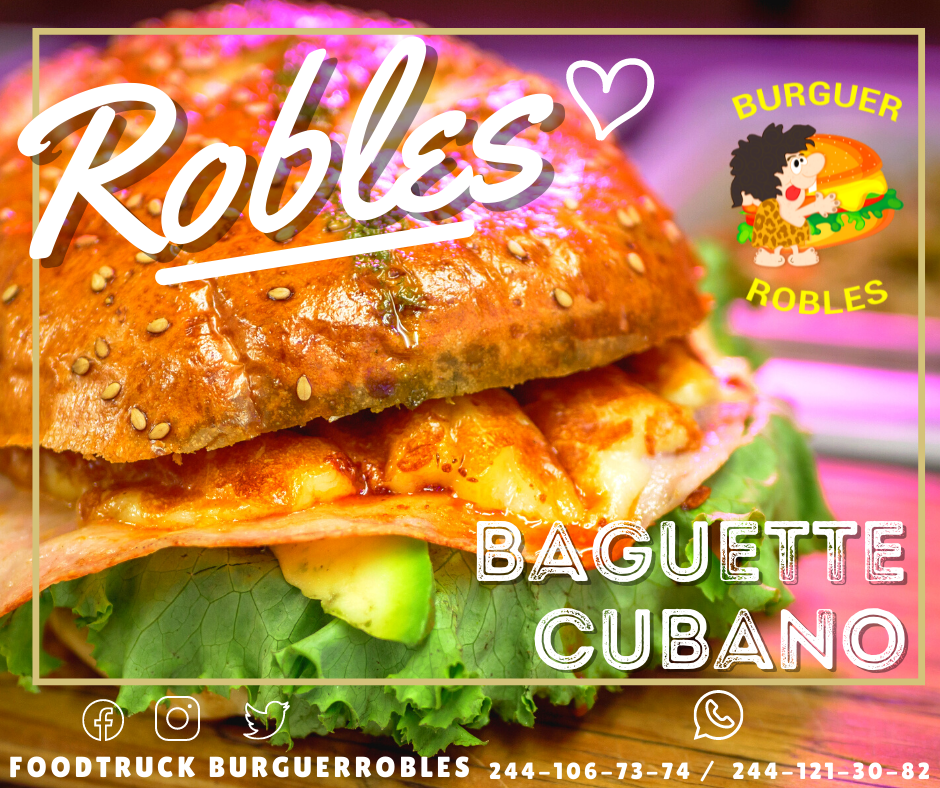 Robles
BURGUER
ROBLES
BAGUETTE
CUBANO
FOODTRUCK BURGUERROBLES
244-106-73-74 / 244-121-30-82